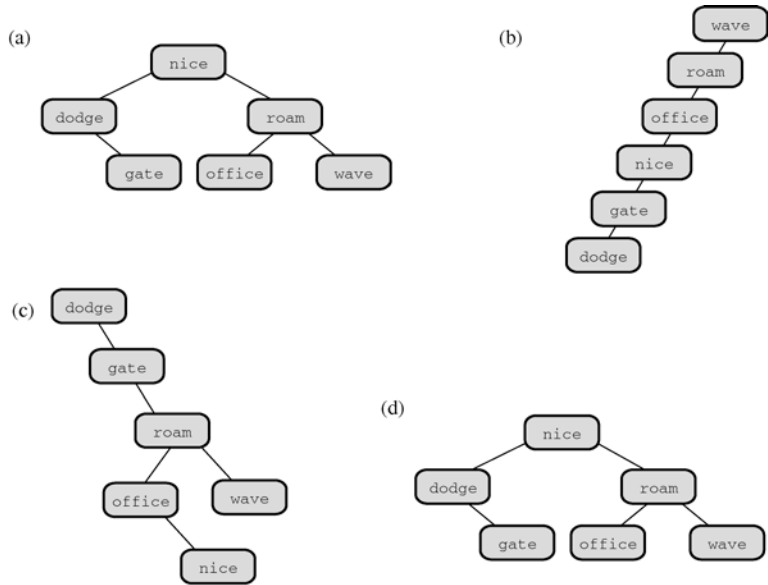 (a)
nice
dodge roam
gate office wave
(b)
wave
roam
office
nice
gate
dodge
(c)
dodge
gate
roam
office wave
nice
(d)
nice
dodge roam
gate office wave